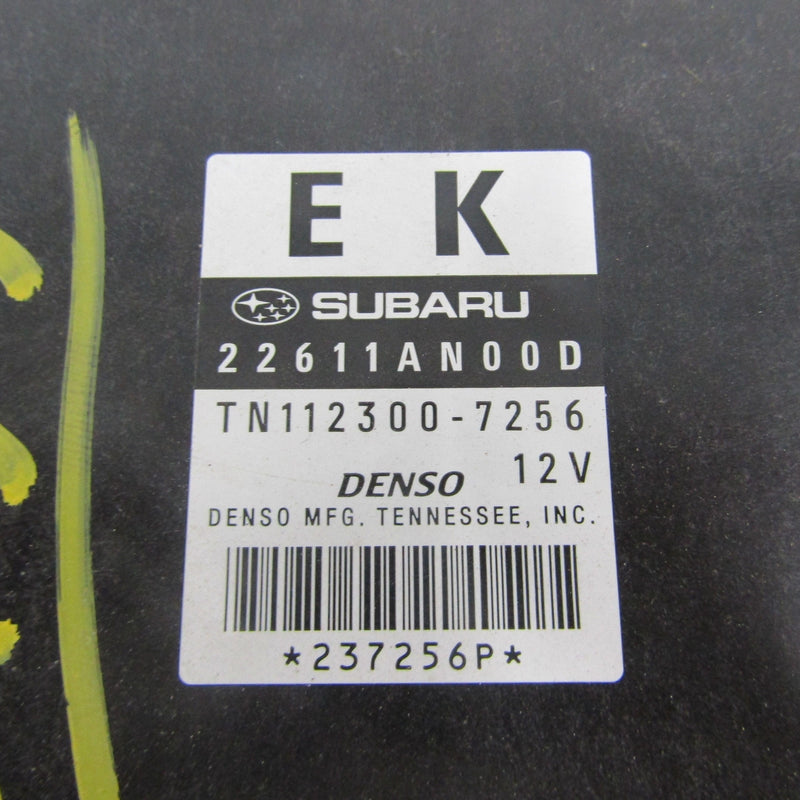 E K
SUBARU
22611AN00D
TN112300-7256
12V
DENSO
DENSO MFG. TENNESSEE, INC.
*237256P*